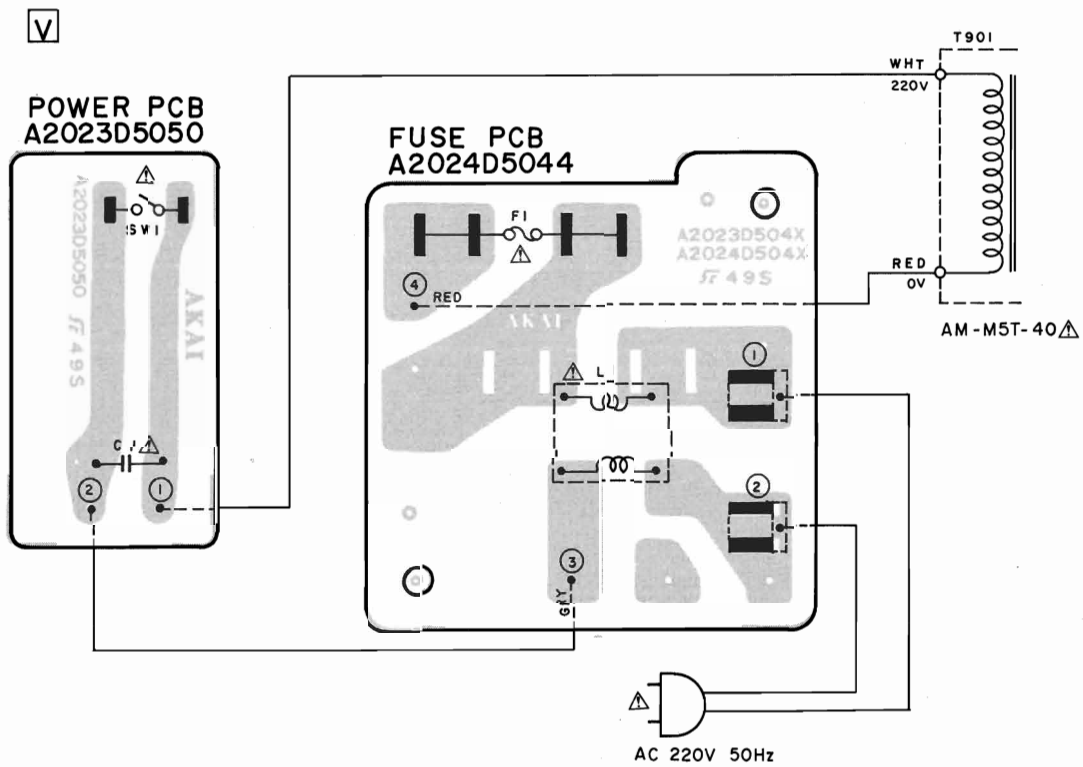 V
POWER PCB
A2023D5050
SW1
A2023D5050
49S
AKAI
C1
2
1
FUSE PCB
A2024D5044
F1
A2023D504X
A2024D504X
49S
4
RED
AKAI
L
1
2
3
GRY
T901
WHT
220V
RED
0V
AM-M5T-40
AC 220V 50Hz